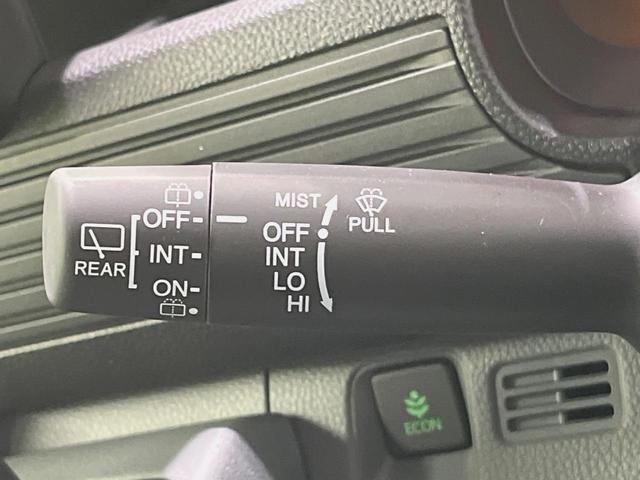 MIST
OFF
OFF
PULL
INT
INT
REAR
LO
ON
HI
ECON